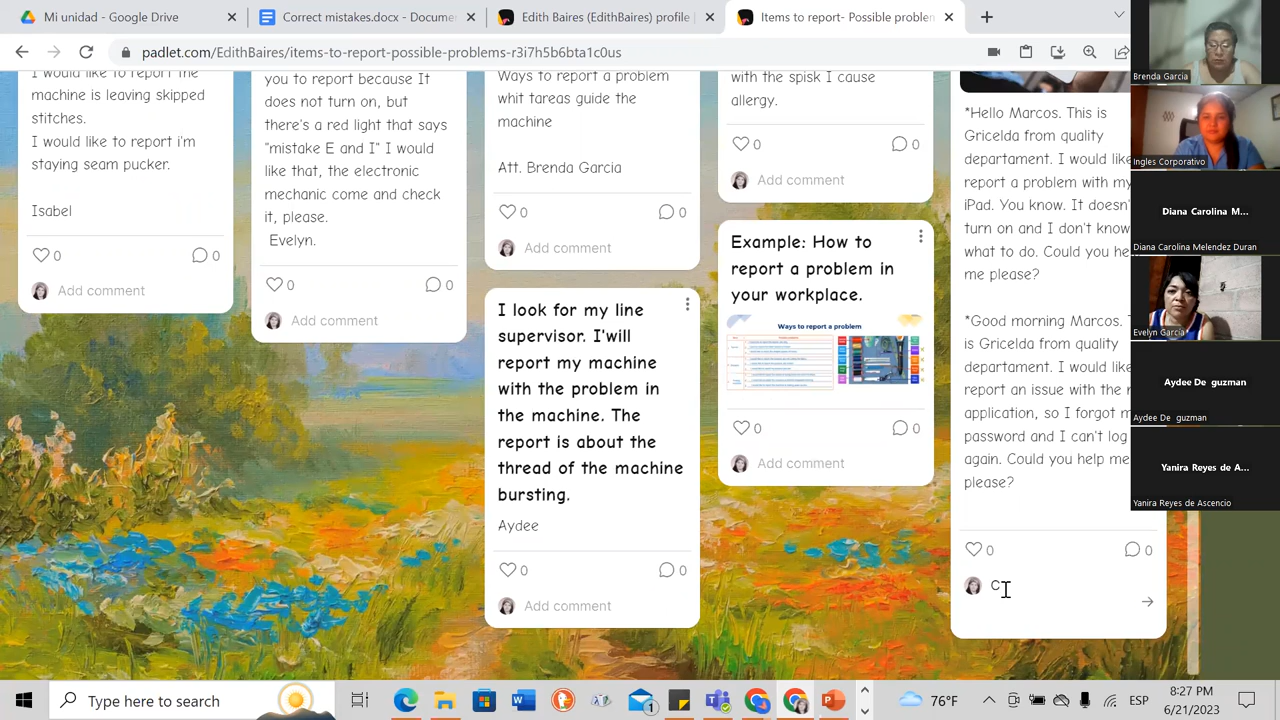 Mi unidad - Google Drive
Correct mistakes.docx - Docume
Edith Baires (EdithBaires) profile
Items to report- Possible problem
padlet.com/EdithBaires/items-to-report-possible-problems-sf7h5b6bta1c0us
I would like to report the
machine is leaving skipped
stitches.
I would like to report i'm
staying seam pucker.
Isabel
0
0
Add comment
you to report because It
does not turn on, but
there's a red light that says
"mistake E and I" I would
like that, the electronic
mechanic come and check
it, please.
Evelyn.
0
0
Add comment
Ways to report a problem
whit tareas guide the
machine
Att. Brenda Garcia
0
0
Add comment
I look for my line
supervisor. I'will
report my machine
with the problem in
the machine. The
report is about the
thread of the machine
bursting.
Aydee
0
0
Add comment
with the spisk I cause
allergy.
0
0
Add comment
Example: How to
report a problem in
your workplace.
Ways to report a problem
0
0
Add comment
*Hello Marcos. This is
Gricelda from quality
departament. I would like
report a problem with my
iPad. You know. It doesn't
turn on and I don't know
what to do. Could you he
me please?
*Good morning Marcos.
is Gricelda from quality
departament. I would like
report an issue with the
application, so I forgot m
password and I can't log
again. Could you help me
please?
0
0
C
Brenda Garcia
Ingles Corporativo
Diana Carolina M...
Diana Carolina Melendez Duran
Evelyn Garcia
Aydee De guzman
Aydee De guzman
Yanira Reyes de A...
Yanira Reyes de Ascencio
Type here to search
76°F
ESP
8:27 PM
6/21/2023